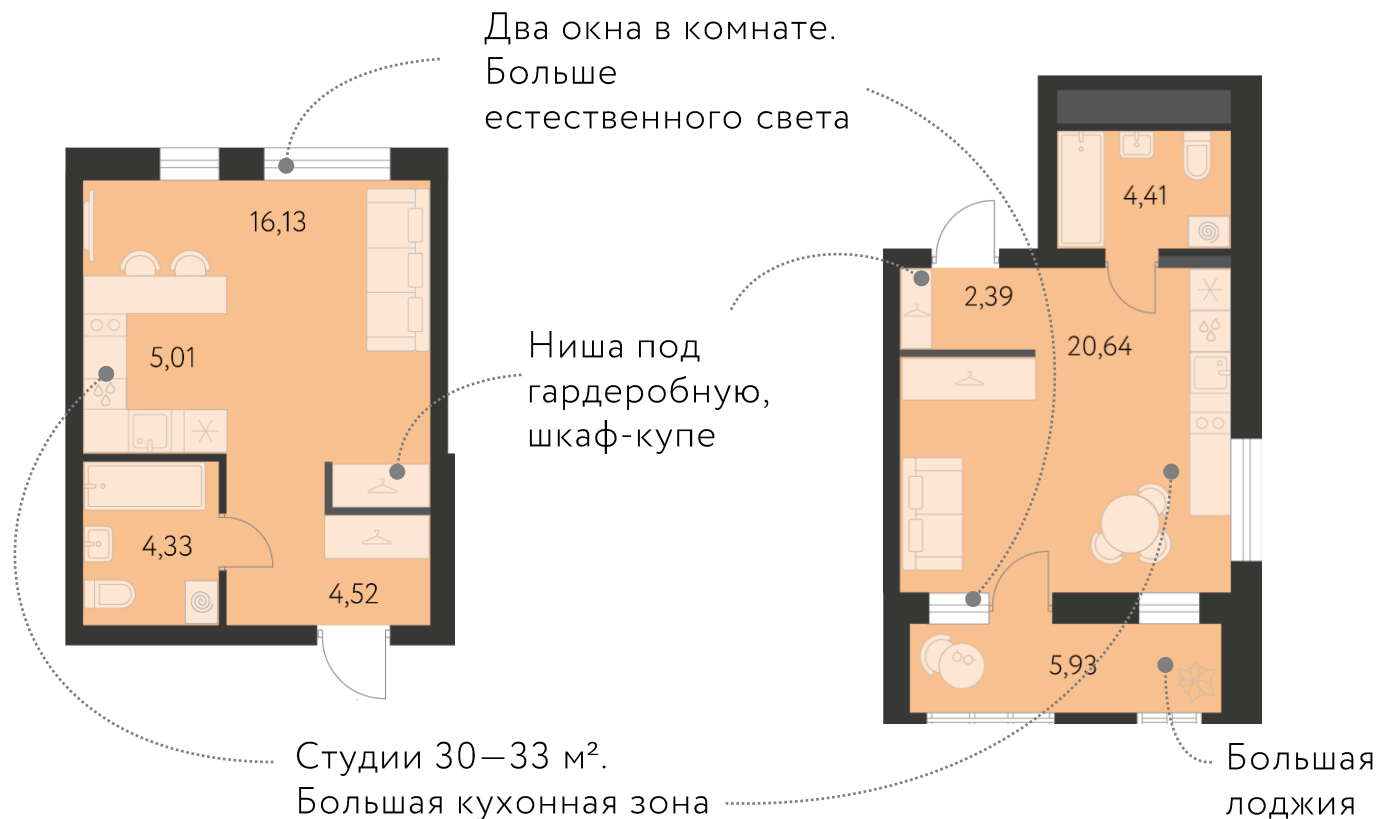 Два окна в комнате.
Больше
естественного света
16,13
4,41
2,39
20,64
5,01
Ниша под
гардеробную,
шкаф-купе
4,33
4,52
5,93
Студии 30–33 м².
Большая кухонная зона
Большая
лоджия